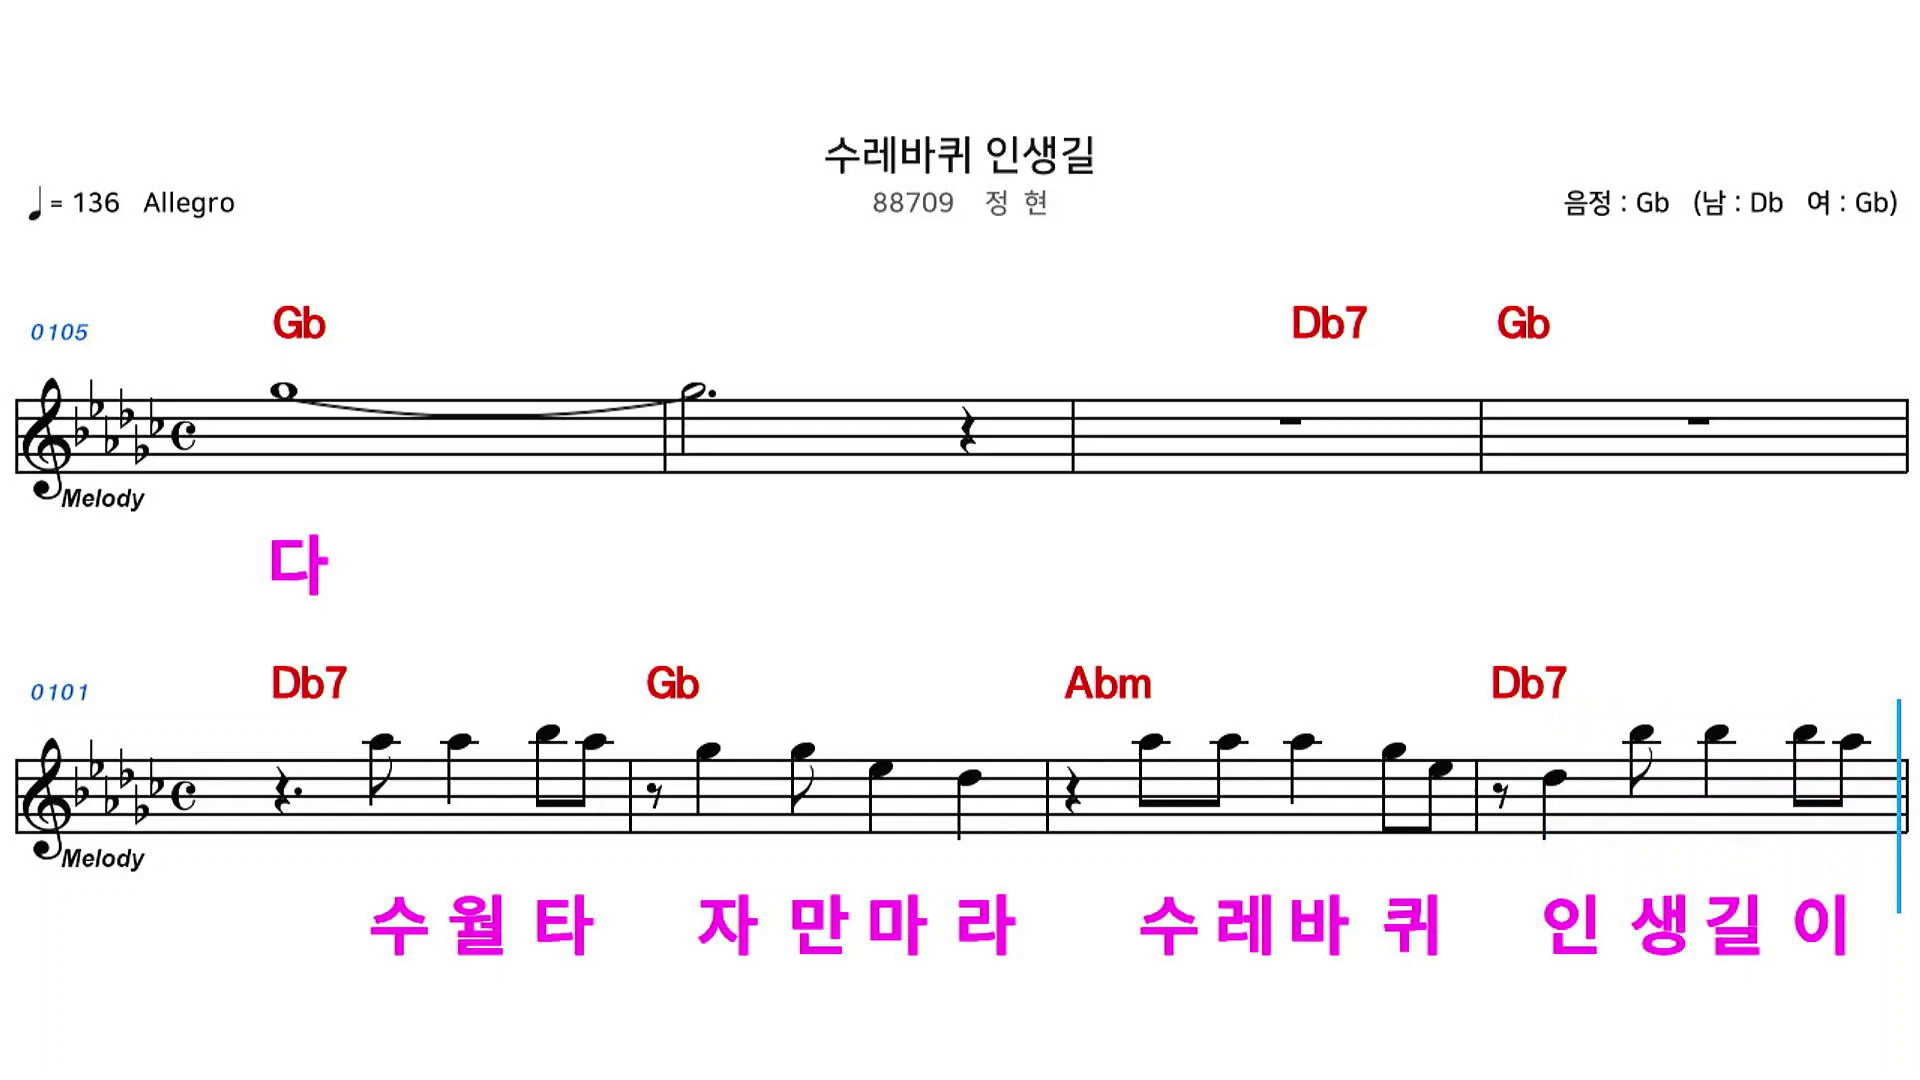 수레바퀴 인생길
= 136 Allegro
88709 정 현
음정 : Gb (남 : Db 여 : Gb)
0105
Gb Db7 Gb
Melody
다
0101
Db7 Gb Abm Db7
Melody
수 월 타 자 만 마 라 수 레 바 퀴 인 생 길 이